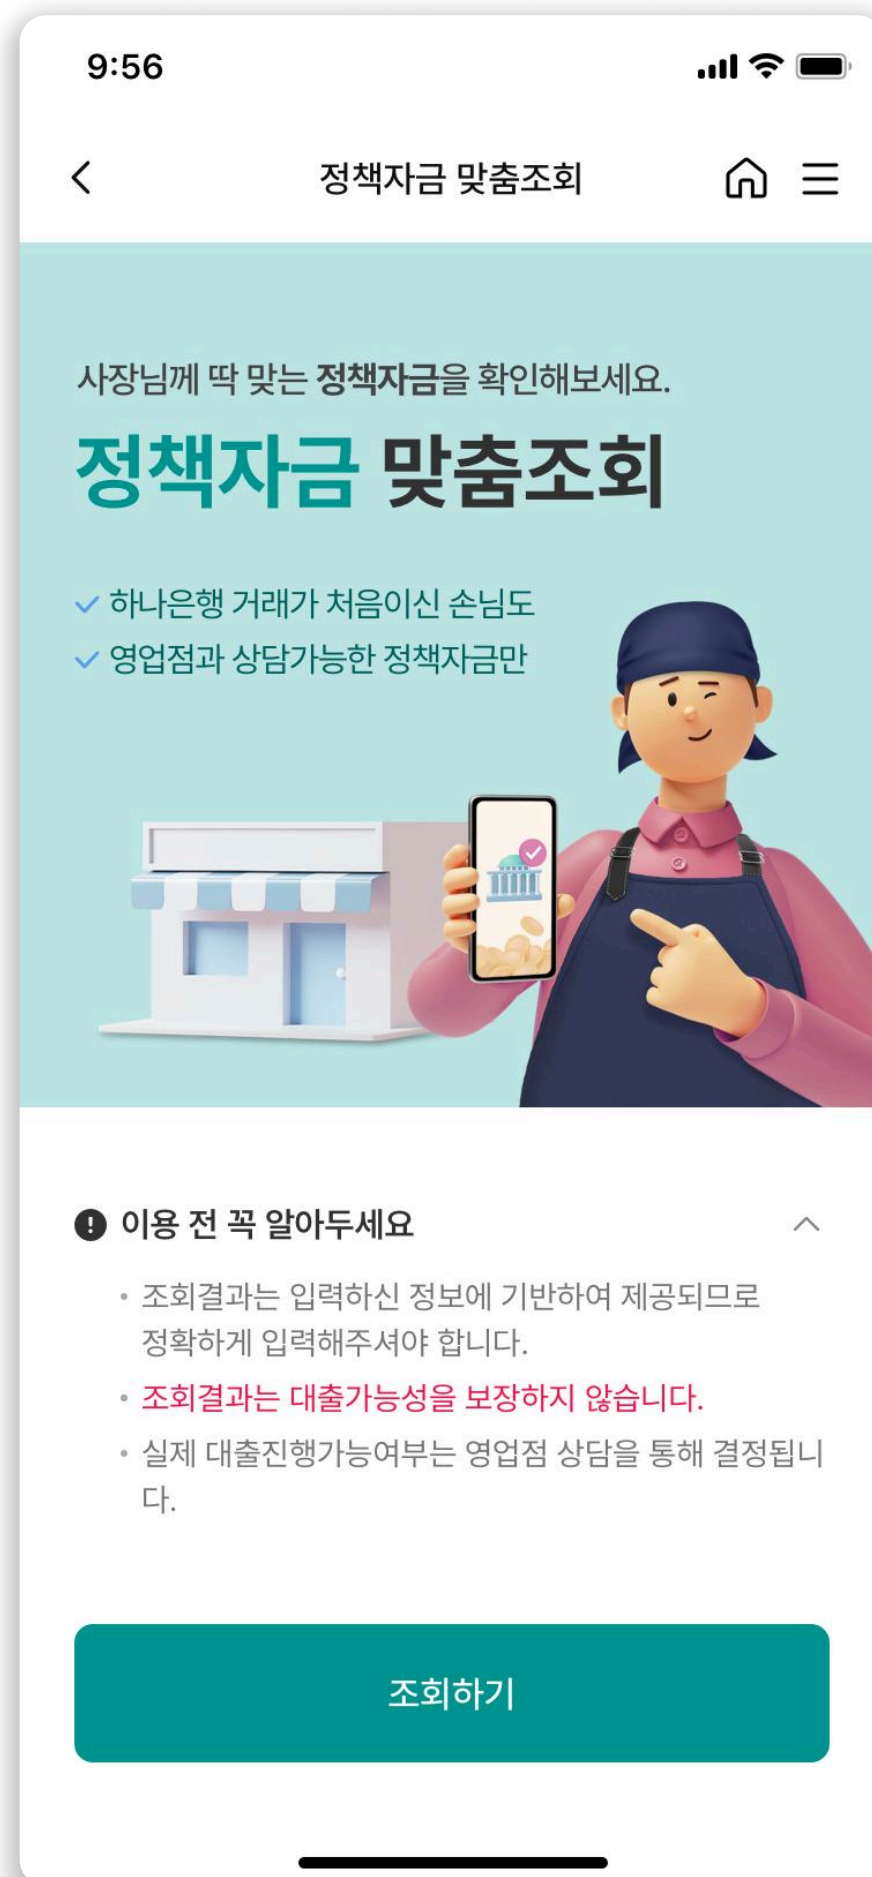 9:56
정책자금 맞춤조회
사장님께 딱 맞는 정책자금을 확인해보세요.
정책자금 맞춤조회
하나은행 거래가 처음이신 손님도
영업점과 상담가능한 정책자금만
이용 전 꼭 알아두세요
조회결과는 입력하신 정보에 기반하여 제공되므로
정확하게 입력해주셔야 합니다.
조회결과는 대출가능성을 보장하지 않습니다.
실제 대출진행가능여부는 영업점 상담을 통해 결정됩니
다.
조회하기